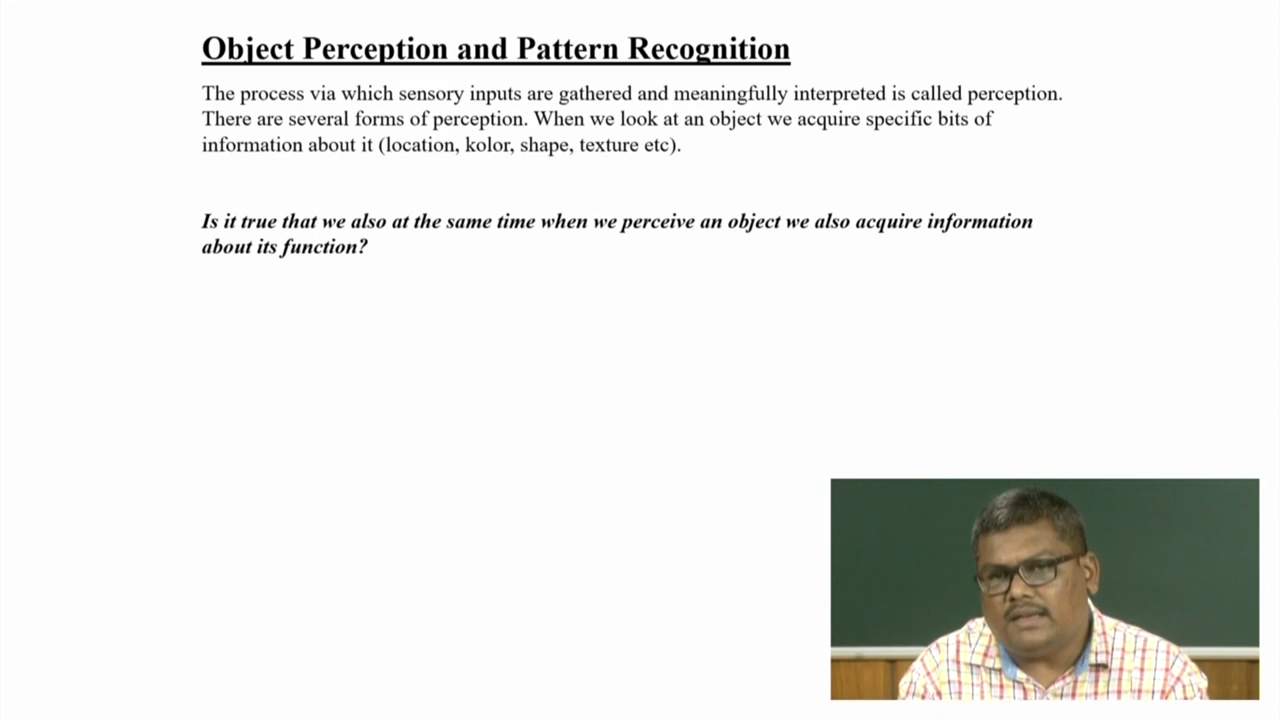 Object Perception and Pattern Recognition
The process via which sensory inputs are gathered and meaningfully interpreted is called perception.
There are several forms of perception. When we look at an object we acquire specific bits of
information about it (location, kolor, shape, texture etc).
Is it true that we also at the same time when we perceive an object we also acquire information
about its function?